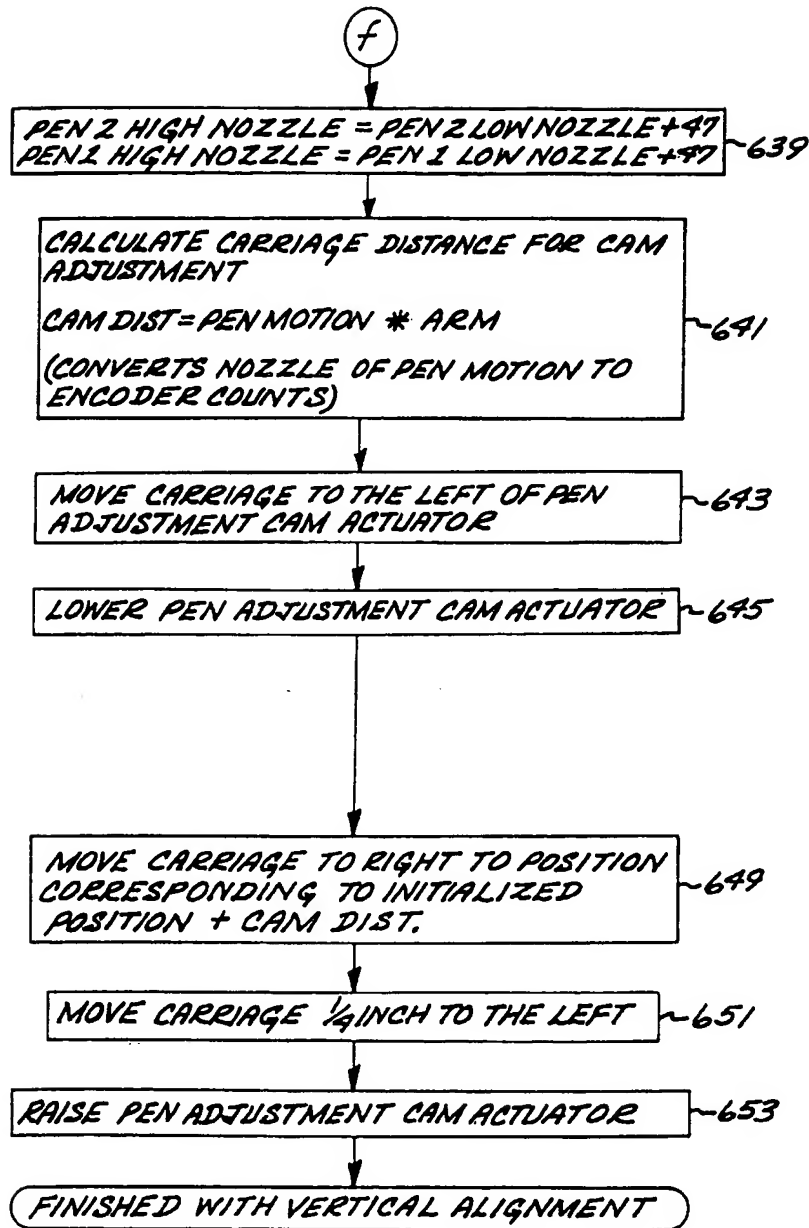 f
PEN 2 HIGH NOZZLE = PEN 2 LOW NOZZLE+47
PEN1 HIGH NOZZLE = PEN 1 LOW NOZZLE+47
639
CALCULATE CARRIAGE DISTANCE FOR CAM
ADJUSTMENT
CAM DIST = PEN MOTION * ARM
(CONVERTS NOZZLE OF PEN MOTION TO
ENCODER COUNTS)
641
MOVE CARRIAGE TO THE LEFT OF PEN
ADJUSTMENT CAM ACTUATOR
643
LOWER PEN ADJUSTMENT CAM ACTUATOR
645
MOVE CARRIAGE TO RIGHT TO POSITION
CORRESPONDING TO INITIALIZED
POSITION + CAM DIST.
649
MOVE CARRIAGE 1/4 INCH TO THE LEFT
651
RAISE PEN ADJUSTMENT CAM ACTUATOR
653
FINISHED WITH VERTICAL ALIGNMENT